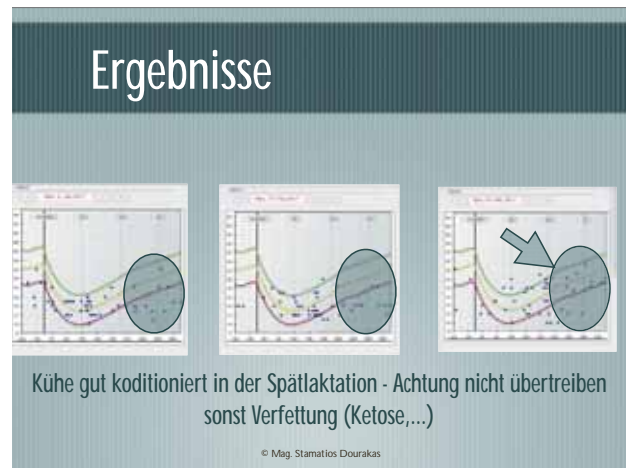 Ergebnisse
Kühe gut koditioniert in der Spätlaktation - Achtung nicht übertreiben
sonst Verfettung (Ketose,...)
© Mag. Stamatios Dourakas